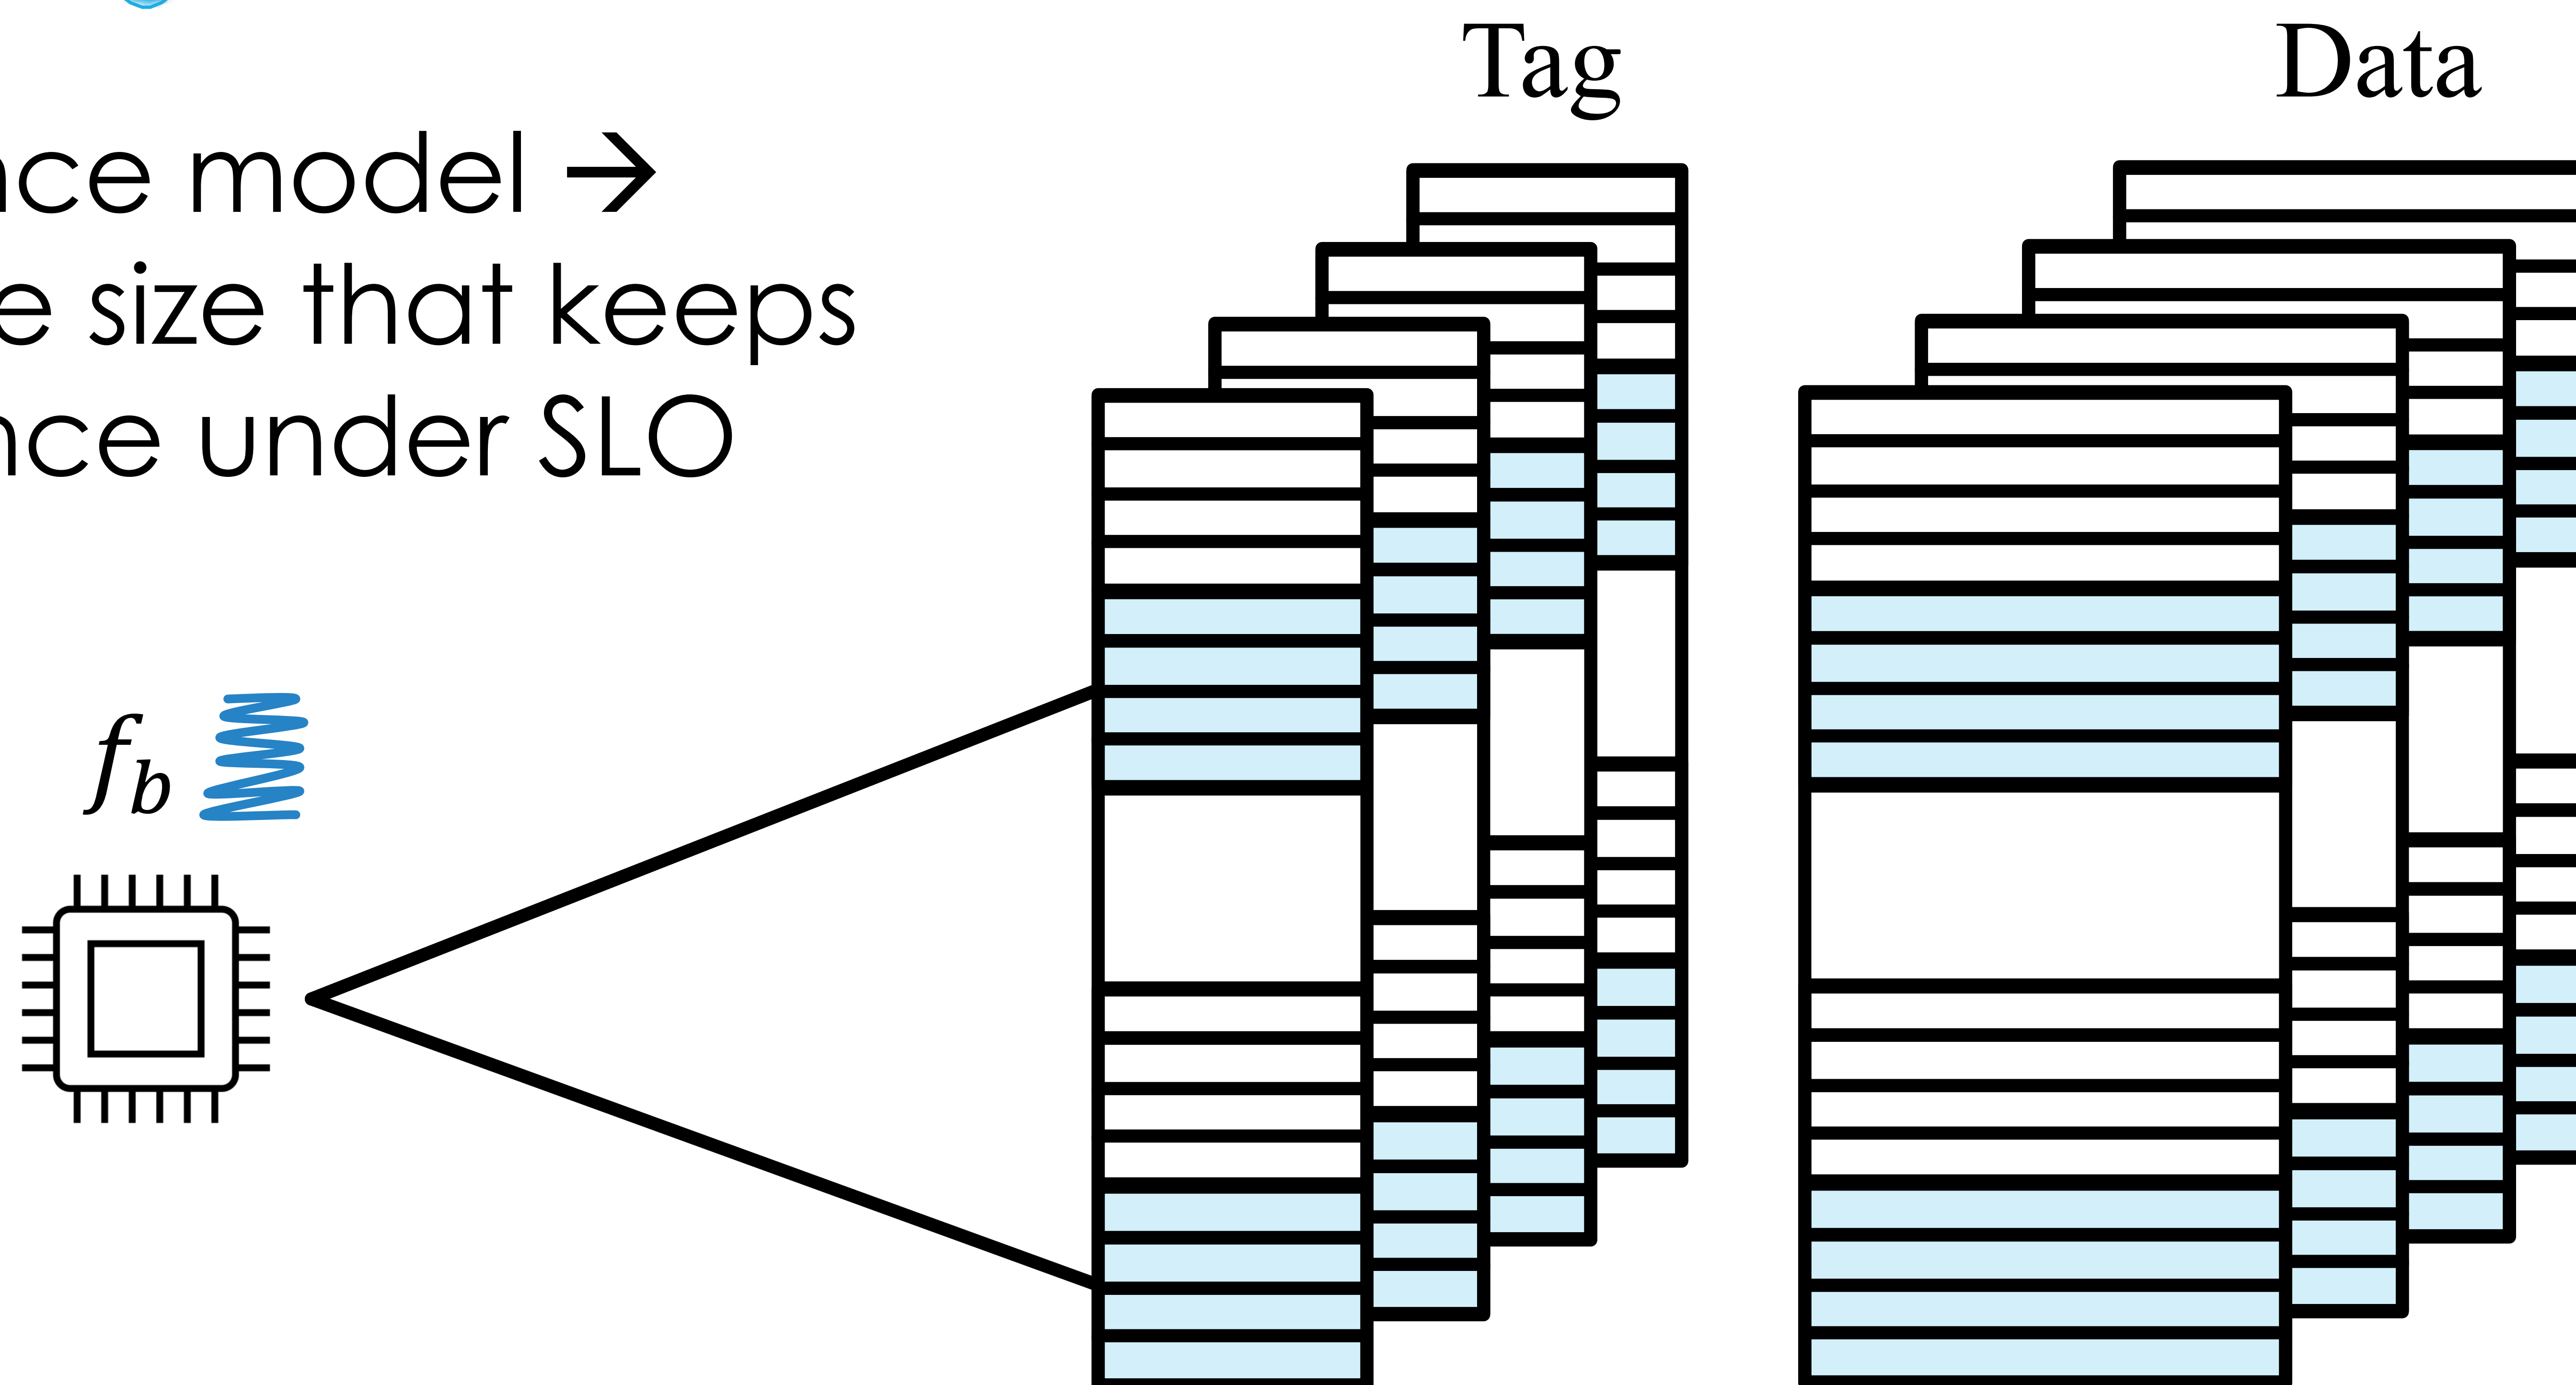 Tag
Data
nce model →
e size that keeps
nce under SLO
f_b